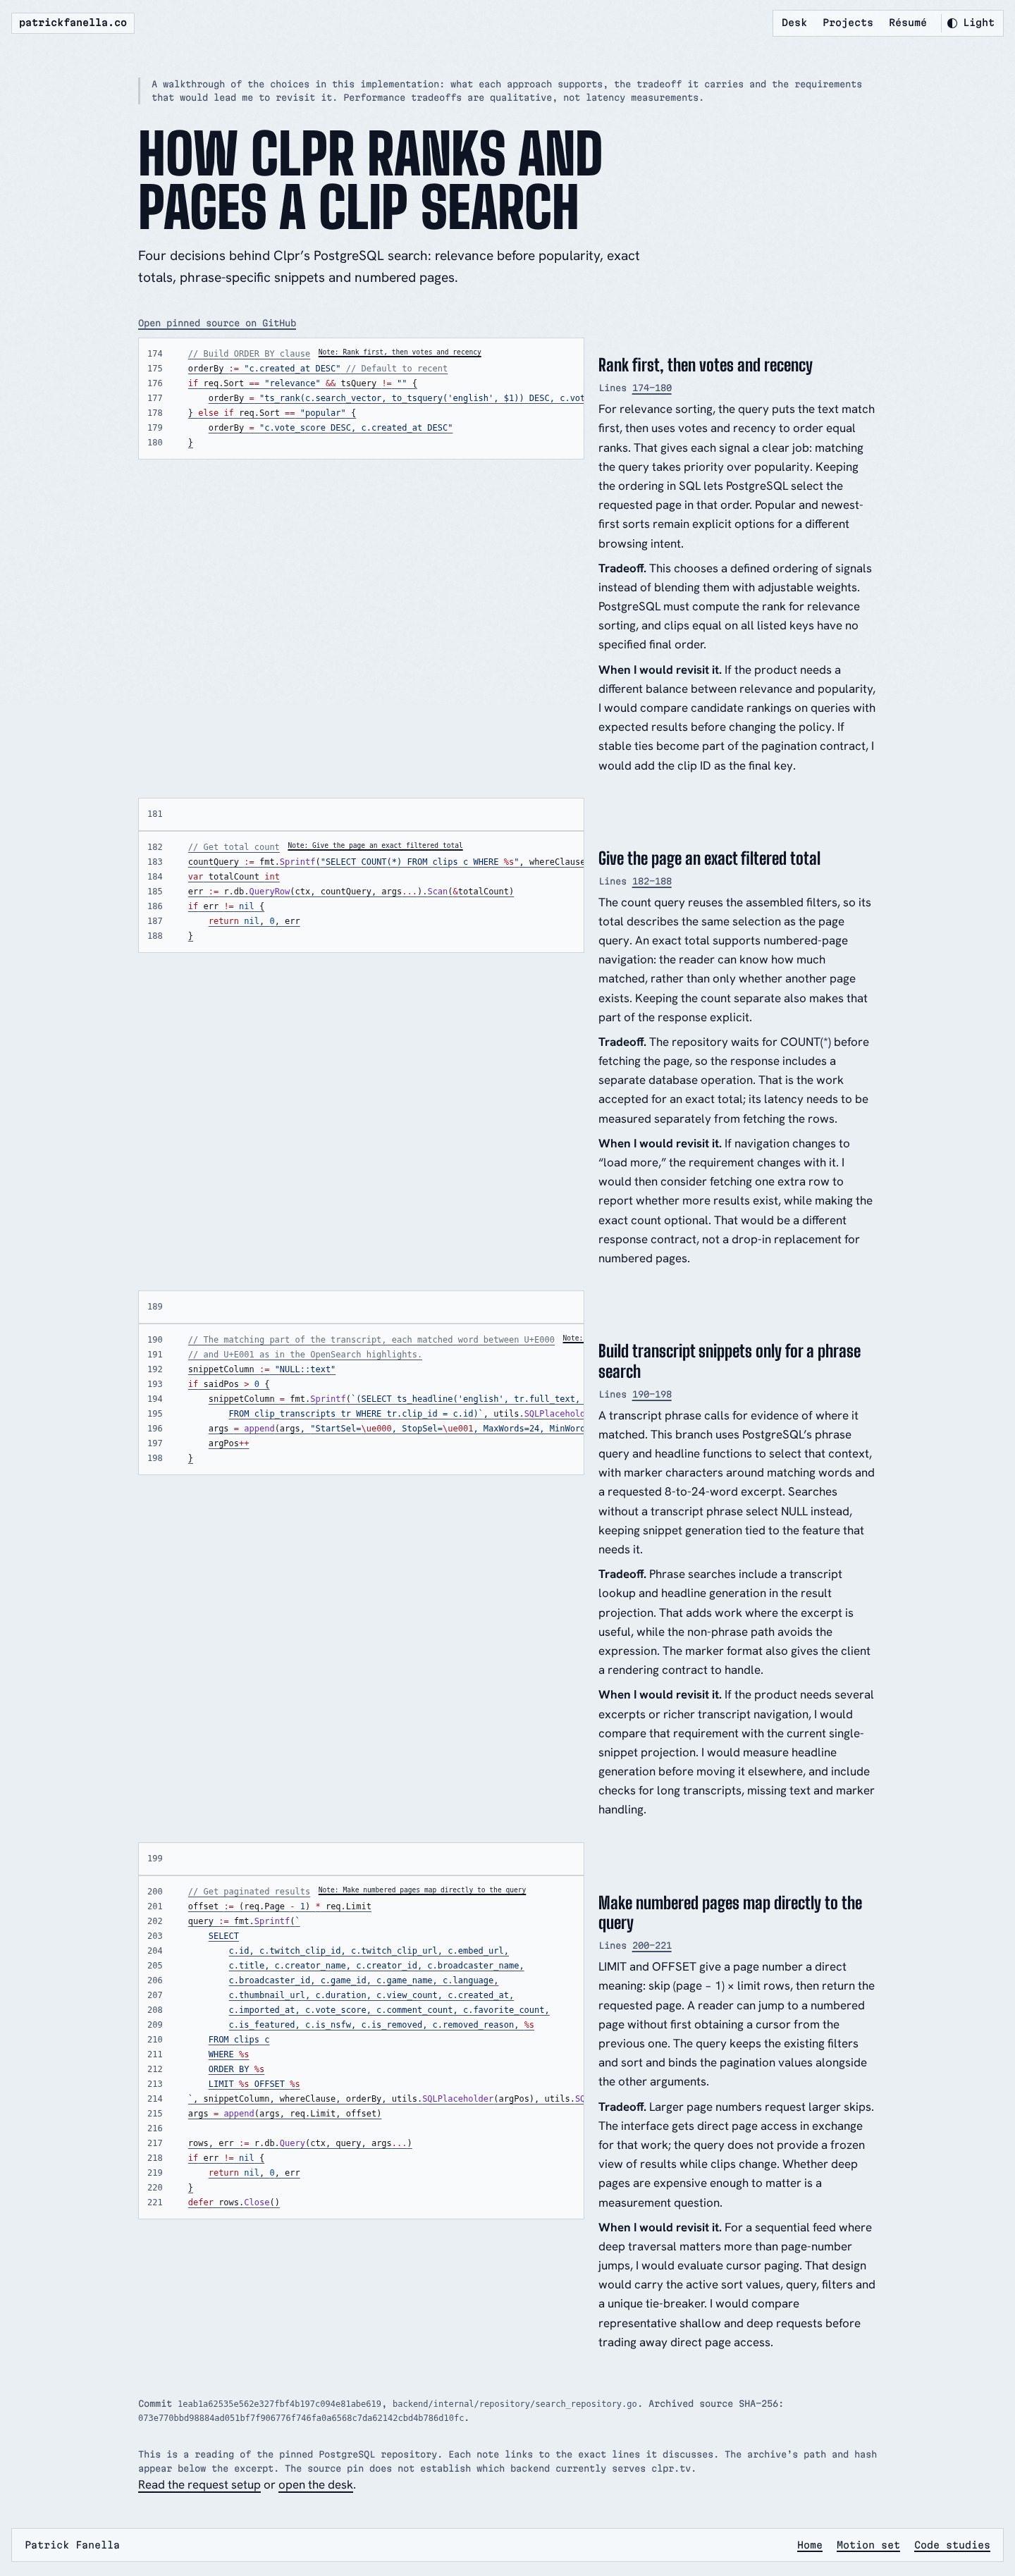 patrickfanella.co
Desk Projects Résumé Light
A walkthrough of the choices in this implementation: what each approach supports, the tradeoff it carries and the requirements
that would lead me to revisit it. Performance tradeoffs are qualitative, not latency measurements.
HOW CLPR RANKS AND
PAGES A CLIP SEARCH
Four decisions behind Clpr’s PostgreSQL search: relevance before popularity, exact
totals, phrase-specific snippets and numbered pages.
Open pinned source on GitHub
174 // Build ORDER BY clause Note: Rank first, then votes and recency
175 orderBy := "c.created_at DESC" // Default to recent
176 if req.Sort == "relevance" && tsQuery != "" {
177 orderBy = "ts_rank(c.search_vector, to_tsquery('english', $1)) DESC, c.vot
178 } else if req.Sort == "popular" {
179 orderBy = "c.vote_score DESC, c.created_at DESC"
180 }
Rank first, then votes and recency
Lines 174–180
For relevance sorting, the query puts the text match
first, then uses votes and recency to order equal
ranks. That gives each signal a clear job: matching
the query takes priority over popularity. Keeping
the ordering in SQL lets PostgreSQL select the
requested page in that order. Popular and newest-
first sorts remain explicit options for a different
browsing intent.
Tradeoff. This chooses a defined ordering of signals
instead of blending them with adjustable weights.
PostgreSQL must compute the rank for relevance
sorting, and clips equal on all listed keys have no
specified final order.
When I would revisit it. If the product needs a
different balance between relevance and popularity,
I would compare candidate rankings on queries with
expected results before changing the policy. If
stable ties become part of the pagination contract, I
would add the clip ID as the final key.
181
182 // Get total count Note: Give the page an exact filtered total
183 countQuery := fmt.Sprintf("SELECT COUNT(*) FROM clips c WHERE %s", whereClause
184 var totalCount int
185 err := r.db.QueryRow(ctx, countQuery, args...).Scan(&totalCount)
186 if err != nil {
187 return nil, 0, err
188 }
Give the page an exact filtered total
Lines 182–188
The count query reuses the assembled filters, so its
total describes the same selection as the page
query. An exact total supports numbered-page
navigation: the reader can know how much
matched, rather than only whether another page
exists. Keeping the count separate also makes that
part of the response explicit.
Tradeoff. The repository waits for COUNT(*) before
fetching the page, so the response includes a
separate database operation. That is the work
accepted for an exact total; its latency needs to be
measured separately from fetching the rows.
When I would revisit it. If navigation changes to
“load more,” the requirement changes with it. I
would then consider fetching one extra row to
report whether more results exist, while making the
exact count optional. That would be a different
response contract, not a drop-in replacement for
numbered pages.
189
190 // The matching part of the transcript, each matched word between U+E000 Note:
191 // and U+E001 as in the OpenSearch highlights.
192 snippetColumn := "NULL::text"
193 if saidPos > 0 {
194 snippetColumn = fmt.Sprintf(`(SELECT ts_headline('english', tr.full_text,
195 FROM clip_transcripts tr WHERE tr.clip_id = c.id)`, utils.SQLPlacehold
196 args = append(args, "StartSel=\ue000, StopSel=\ue001, MaxWords=24, MinWord
197 argPos++
198 }
Build transcript snippets only for a phrase
search
Lines 190–198
A transcript phrase calls for evidence of where it
matched. This branch uses PostgreSQL’s phrase
query and headline functions to select that context,
with marker characters around matching words and
a requested 8-to-24-word excerpt. Searches
without a transcript phrase select NULL instead,
keeping snippet generation tied to the feature that
needs it.
Tradeoff. Phrase searches include a transcript
lookup and headline generation in the result
projection. That adds work where the excerpt is
useful, while the non-phrase path avoids the
expression. The marker format also gives the client
a rendering contract to handle.
When I would revisit it. If the product needs several
excerpts or richer transcript navigation, I would
compare that requirement with the current single-
snippet projection. I would measure headline
generation before moving it elsewhere, and include
checks for long transcripts, missing text and marker
handling.
199
200 // Get paginated results Note: Make numbered pages map directly to the query
201 offset := (req.Page - 1) * req.Limit
202 query := fmt.Sprintf(`
203 SELECT
204 c.id, c.twitch_clip_id, c.twitch_clip_url, c.embed_url,
205 c.title, c.creator_name, c.creator_id, c.broadcaster_name,
206 c.broadcaster_id, c.game_id, c.game_name, c.language,
207 c.thumbnail_url, c.duration, c.view_count, c.created_at,
208 c.imported_at, c.vote_score, c.comment_count, c.favorite_count,
209 c.is_featured, c.is_nsfw, c.is_removed, c.removed_reason, %s
210 FROM clips c
211 WHERE %s
212 ORDER BY %s
213 LIMIT %s OFFSET %s
214 `, snippetColumn, whereClause, orderBy, utils.SQLPlaceholder(argPos), utils.SQ
215 args = append(args, req.Limit, offset)
216
217 rows, err := r.db.Query(ctx, query, args...)
218 if err != nil {
219 return nil, 0, err
220 }
221 defer rows.Close()
Make numbered pages map directly to the
query
Lines 200–221
LIMIT and OFFSET give a page number a direct
meaning: skip (page − 1) × limit rows, then return the
requested page. A reader can jump to a numbered
page without first obtaining a cursor from the
previous one. The query keeps the existing filters
and sort and binds the pagination values alongside
the other arguments.
Tradeoff. Larger page numbers request larger skips.
The interface gets direct page access in exchange
for that work; the query does not provide a frozen
view of results while clips change. Whether deep
pages are expensive enough to matter is a
measurement question.
When I would revisit it. For a sequential feed where
deep traversal matters more than page-number
jumps, I would evaluate cursor paging. That design
would carry the active sort values, query, filters and
a unique tie-breaker. I would compare
representative shallow and deep requests before
trading away direct page access.
Commit 1eab1a62535e562e327fbf4b197c094e81abe619, backend/internal/repository/search_repository.go. Archived source SHA-256:
073e770bbd98884ad051bf7f906776f746fa0a6568c7da62142cbd4b786d10fc.
This is a reading of the pinned PostgreSQL repository. Each note links to the exact lines it discusses. The archive’s path and hash
appear below the excerpt. The source pin does not establish which backend currently serves clpr.tv.
Read the request setup or open the desk.
Patrick Fanella
Home Motion set Code studies